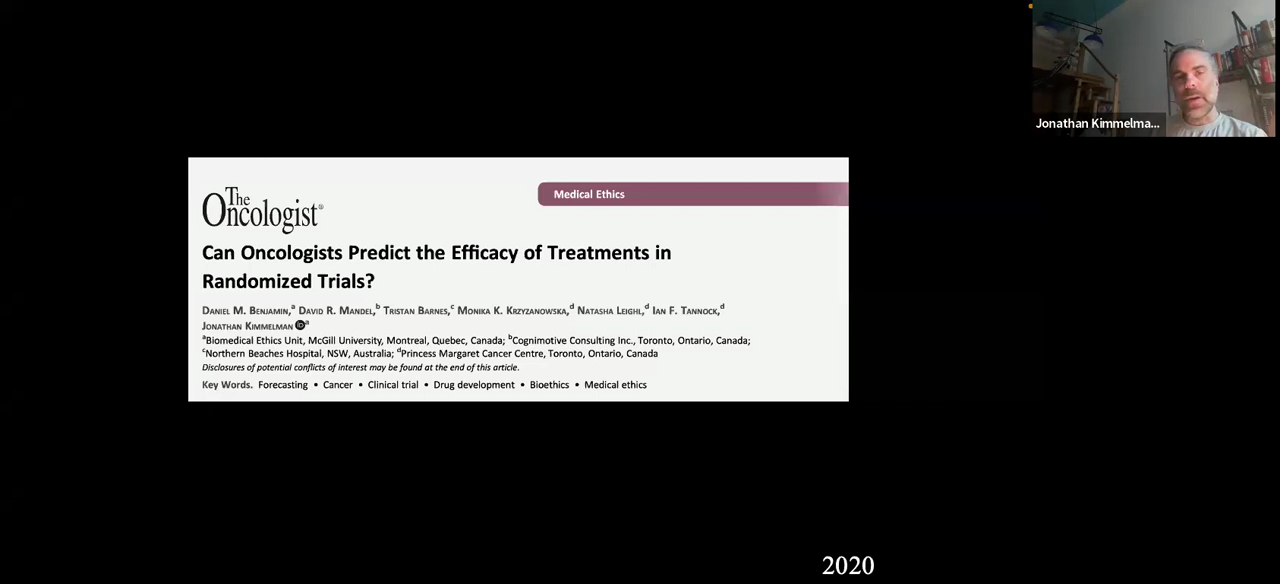 Jonathan Kimmelma...
The
Oncologist®
Medical Ethics
Can Oncologists Predict the Efficacy of Treatments in
Randomized Trials?
Daniel M. Benjamin,a David R. Mandel,b Tristan Barnes,c Monika K. Krzyzanowska,d Natasha Leighl,d Ian F. Tannock,d
Jonathan Kimmelman iD a
aBiomedical Ethics Unit, McGill University, Montreal, Quebec, Canada; bCognimotive Consulting Inc., Toronto, Ontario, Canada;
cNorthern Beaches Hospital, NSW, Australia; dPrincess Margaret Cancer Centre, Toronto, Ontario, Canada
Disclosures of potential conflicts of interest may be found at the end of this article.
Key Words. Forecasting • Cancer • Clinical trial • Drug development • Bioethics • Medical ethics
2020